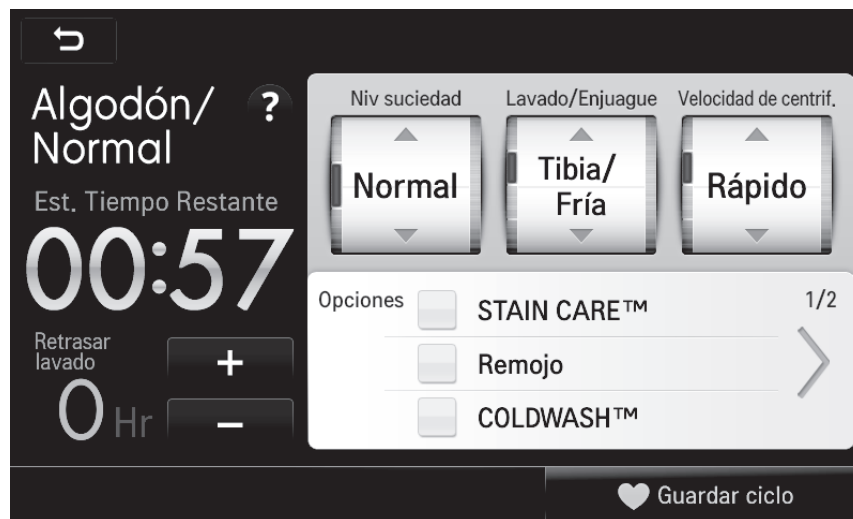 Algodón/
Normal
?
Est. Tiempo Restante
00:57
Retrasar
lavado
0 Hr
+
−
Niv suciedad
Normal
Lavado/Enjuague
Tibia/
Fría
Velocidad de centrif.
Rápido
Opciones
1/2
STAIN CARE™
Remojo
COLDWASH™
Guardar ciclo